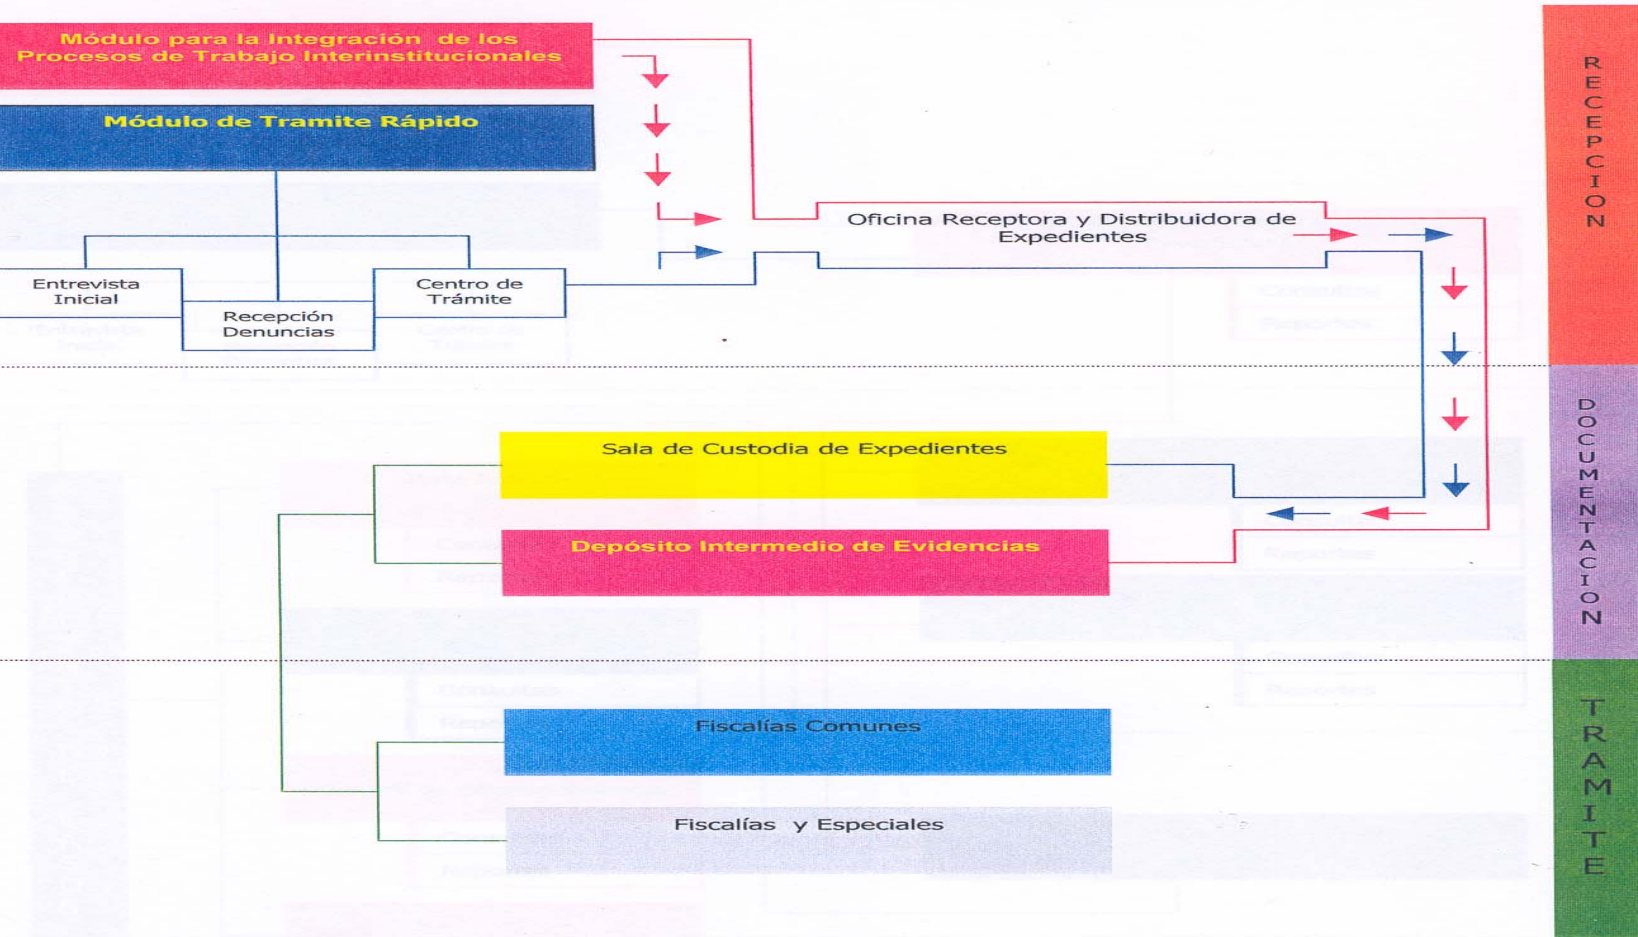 Módulo para la Integración de los
Procesos de Trabajo Interinstitucionales
Módulo de Tramite Rápido
Oficina Receptora y Distribuidora de
Expedientes
Entrevista
Inicial
Recepción
Denuncias
Centro de
Trámite
RECEPCION
Sala de Custodia de Expedientes
Depósito Intermedio de Evidencias
DOCUMENTACION
Fiscalías Comunes
Fiscalías y Especiales
TRAMITE